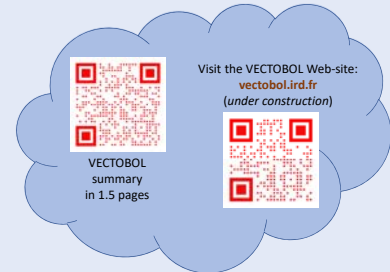 Visit the VECTOBOL Web-site:
vectobol.ird.fr
(under construction)
VECTOBOL
summary
in 1.5 pages